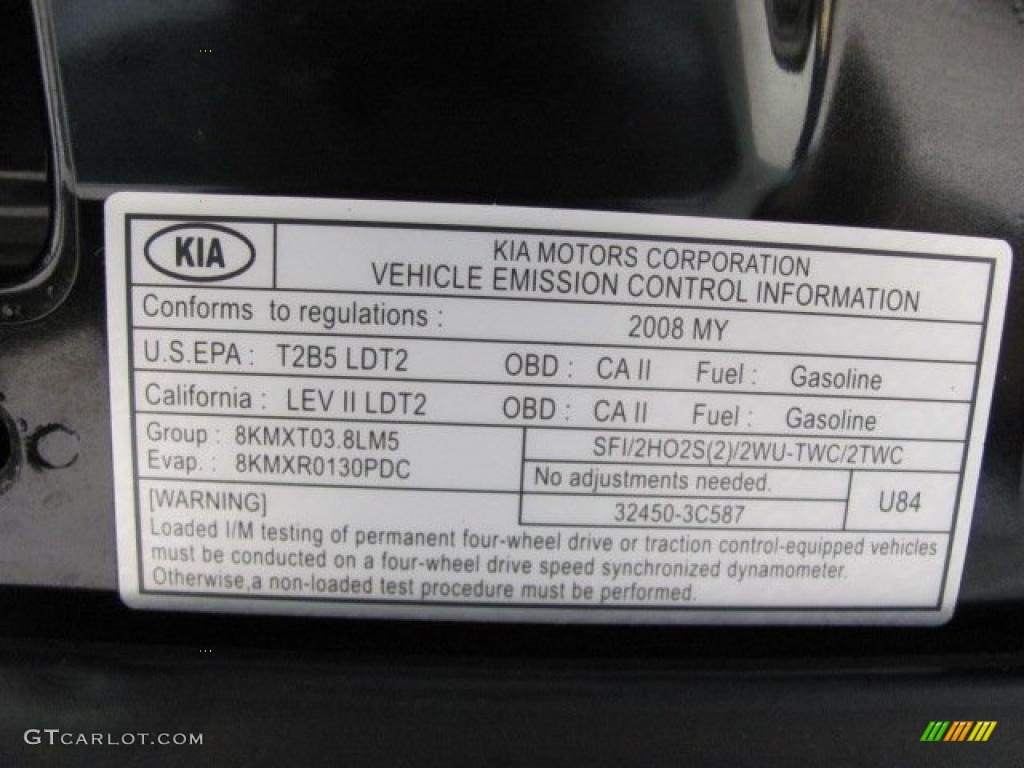 KIA
KIA MOTORS CORPORATION
VEHICLE EMISSION CONTROL INFORMATION
Conforms to regulations : 2008 MY
U.S.EPA : T2B5 LDT2 OBD : CA II Fuel : Gasoline
California : LEV II LDT2 OBD : CA II Fuel : Gasoline
Group : 8KMXT03.8LM5
Evap. : 8KMXR0130PDC
SFI/2HO2S(2)/2WU-TWC/2TWC
No adjustments needed.
32450-3C587
U84
[WARNING]
Loaded I/M testing of permanent four-wheel drive or traction control-equipped vehicles
must be conducted on a four-wheel drive speed synchronized dynamometer.
Otherwise,a non-loaded test procedure must be performed.
GTCARLOT.COM